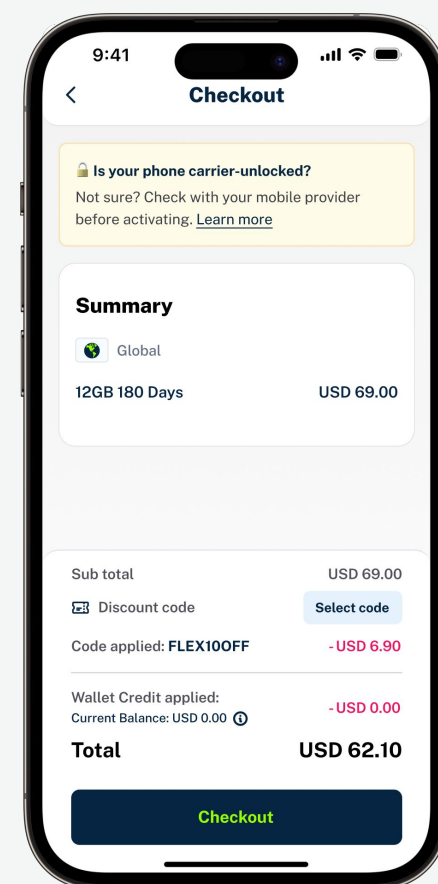 9:41
Checkout
Is your phone carrier-unlocked?
Not sure? Check with your mobile provider
before activating. Learn more
Summary
Global
12GB 180 Days USD 69.00
Sub total USD 69.00
Discount code Select code
Code applied: FLEX10OFF - USD 6.90
Wallet Credit applied: - USD 0.00
Current Balance: USD 0.00
Total USD 62.10
Checkout